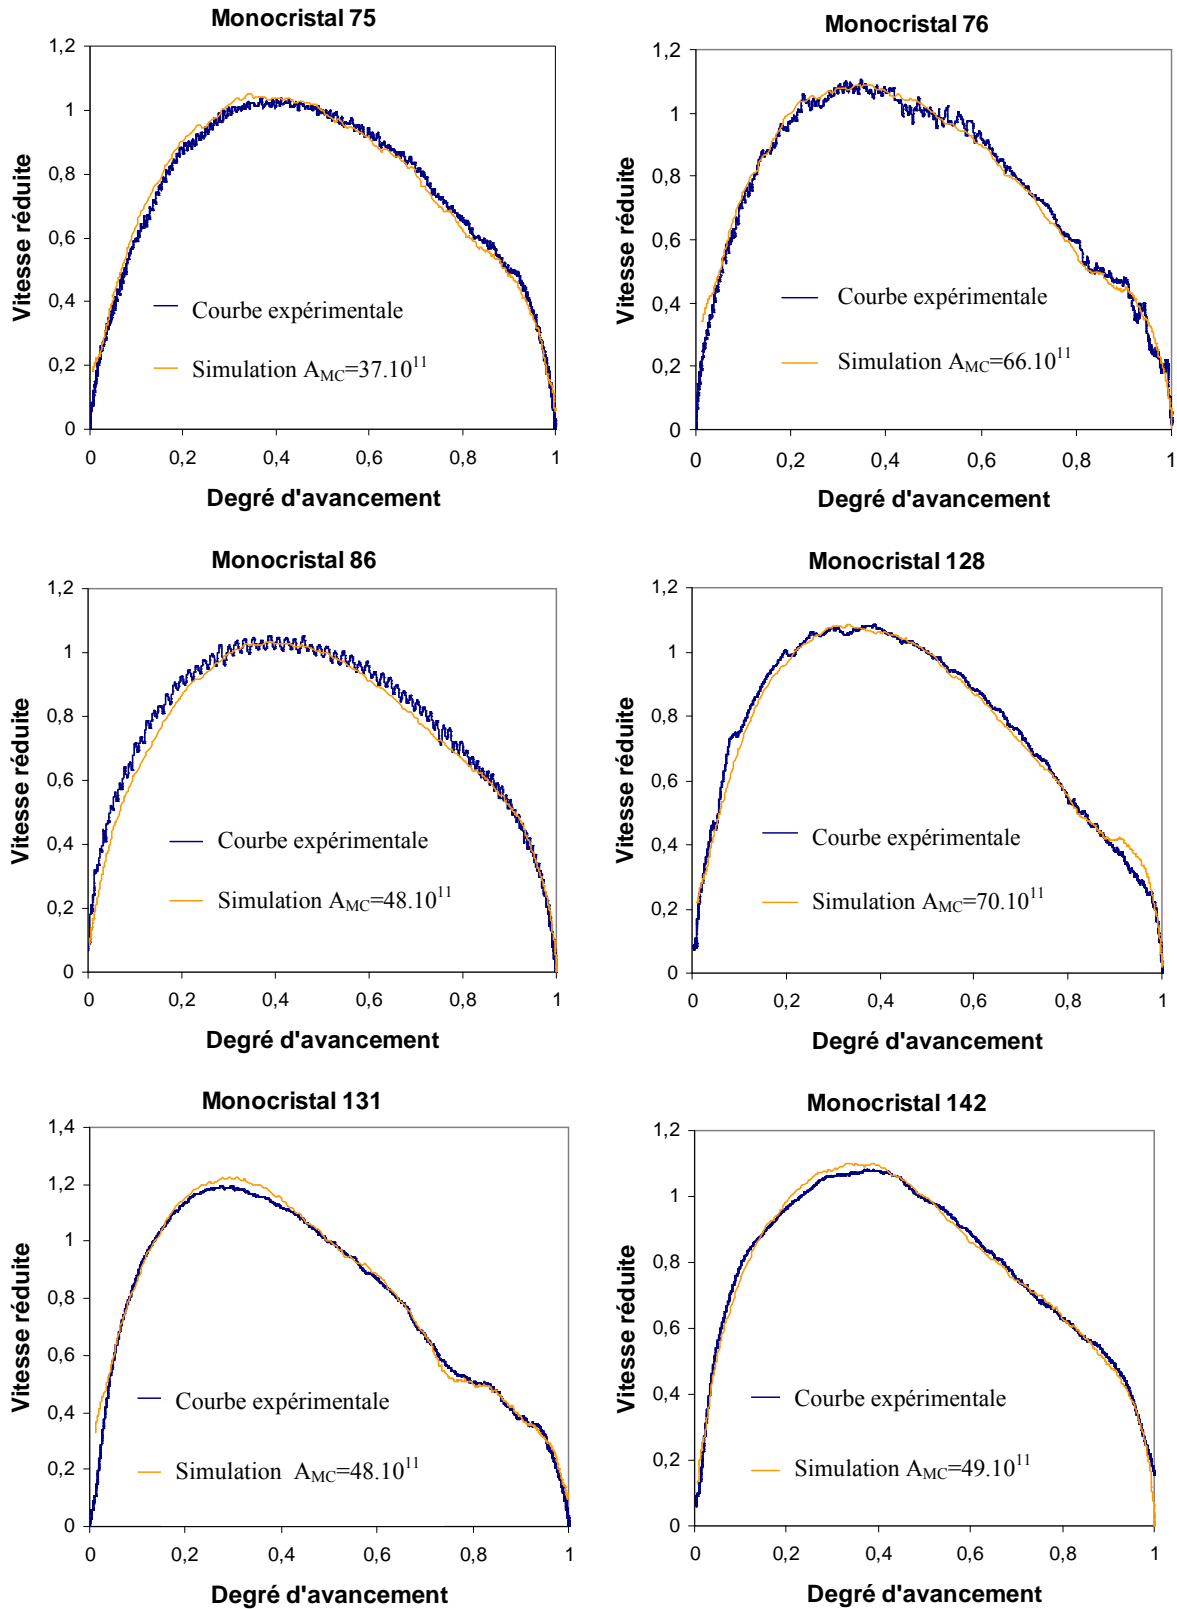 Monocristal 75
1,2
1
0,8
0,6
0,4
0,2
0
Vitesse réduite
Courbe expérimentale
Simulation A_MC=37.10^11
0 0,2 0,4 0,6 0,8 1
Degré d'avancement
Monocristal 76
1,2
1
0,8
0,6
0,4
0,2
0
Vitesse réduite
Courbe expérimentale
Simulation A_MC=66.10^11
0 0,2 0,4 0,6 0,8 1
Degré d'avancement
Monocristal 86
1,2
1
0,8
0,6
0,4
0,2
0
Vitesse réduite
Courbe expérimentale
Simulation A_MC=48.10^11
0 0,2 0,4 0,6 0,8 1
Degré d'avancement
Monocristal 128
1,2
1
0,8
0,6
0,4
0,2
0
Vitesse réduite
Courbe expérimentale
Simulation A_MC=70.10^11
0 0,2 0,4 0,6 0,8 1
Degré d'avancement
Monocristal 131
1,4
1,2
1
0,8
0,6
0,4
0,2
0
Vitesse réduite
Courbe expérimentale
Simulation A_MC=48.10^11
0 0,2 0,4 0,6 0,8 1
Degré d'avancement
Monocristal 142
1,2
1
0,8
0,6
0,4
0,2
0
Vitesse réduite
Courbe expérimentale
Simulation A_MC=49.10^11
0 0,2 0,4 0,6 0,8 1
Degré d'avancement